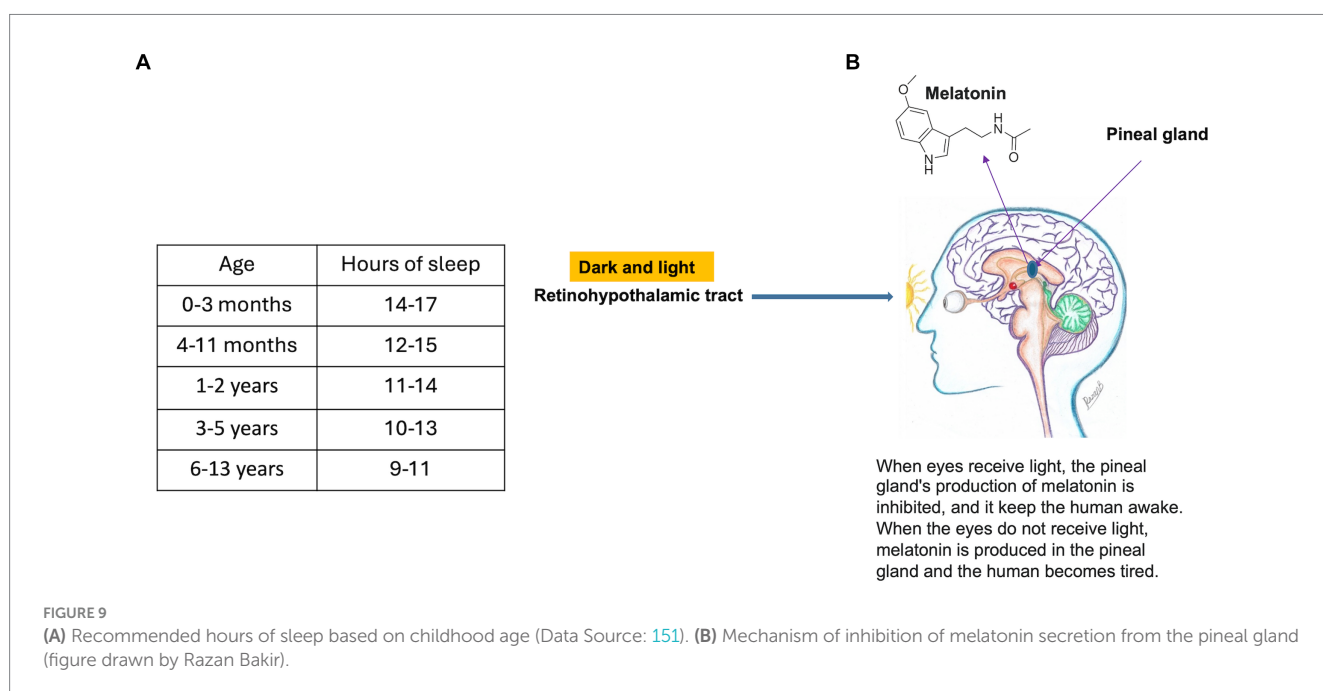 A
B
Melatonin
O
H
N
O
N
H
Pineal gland
Age Hours of sleep
0-3 months 14-17
4-11 months 12-15
1-2 years 11-14
3-5 years 10-13
6-13 years 9-11
Dark and light
Retinohypothalamic tract
When eyes receive light, the pineal
gland's production of melatonin is
inhibited, and it keep the human awake.
When the eyes do not receive light,
melatonin is produced in the pineal
gland and the human becomes tired.
FIGURE 9
(A) Recommended hours of sleep based on childhood age (Data Source: 151). (B) Mechanism of inhibition of melatonin secretion from the pineal gland
(figure drawn by Razan Bakir).